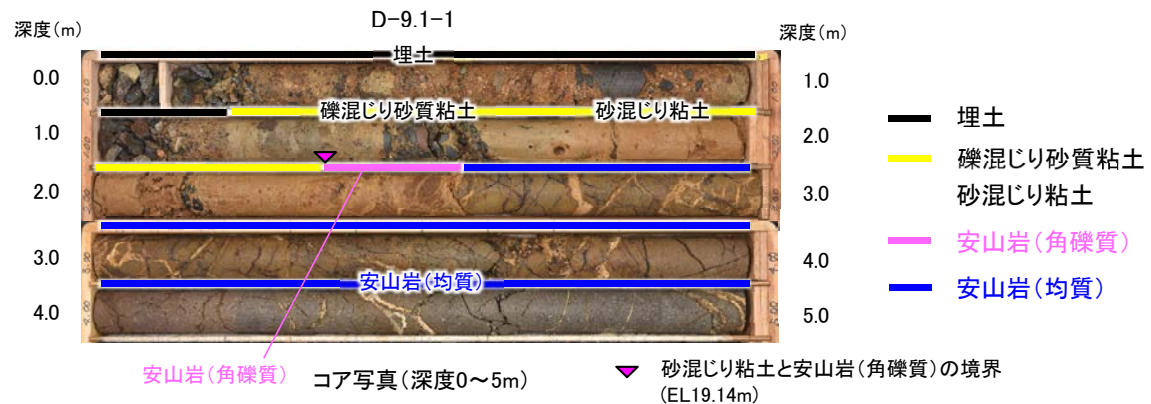 D-9.1-1
深度(m)
深度(m)
埋土
0.0
1.0
礫混じり砂質粘土
砂混じり粘土
1.0
2.0
2.0
3.0
3.0
4.0
安山岩(均質)
4.0
5.0
埋土
礫混じり砂質粘土
砂混じり粘土
安山岩(角礫質)
安山岩(均質)
安山岩(角礫質)
コア写真(深度0～5m)
砂混じり粘土と安山岩(角礫質)の境界
(EL19.14m)